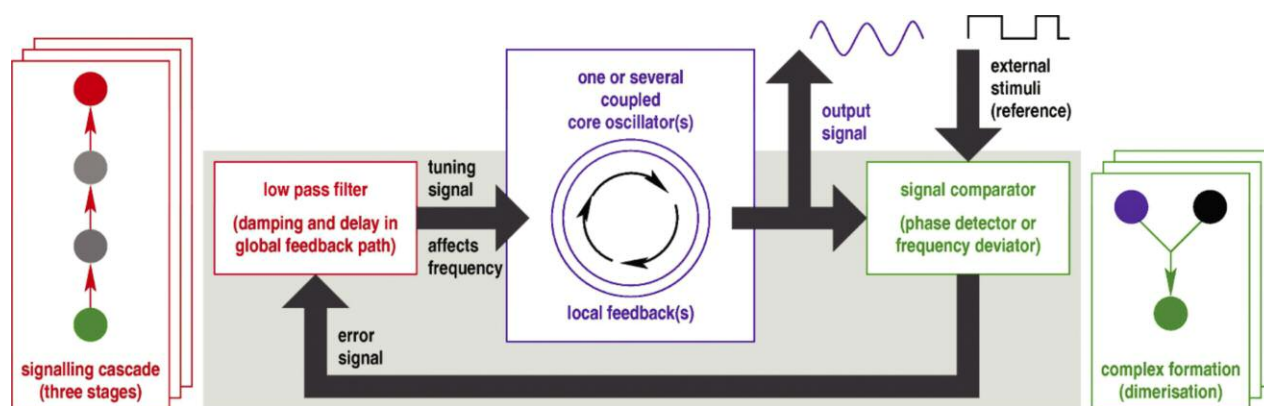 signalling cascade
(three stages)
low pass filter
(damping and delay in
global feedback path)
tuning
signal
affects
frequency
one or several
coupled
core oscillator(s)
local feedback(s)
output
signal
external
stimuli
(reference)
signal comparator
(phase detector or
frequency deviator)
error
signal
complex formation
(dimerisation)